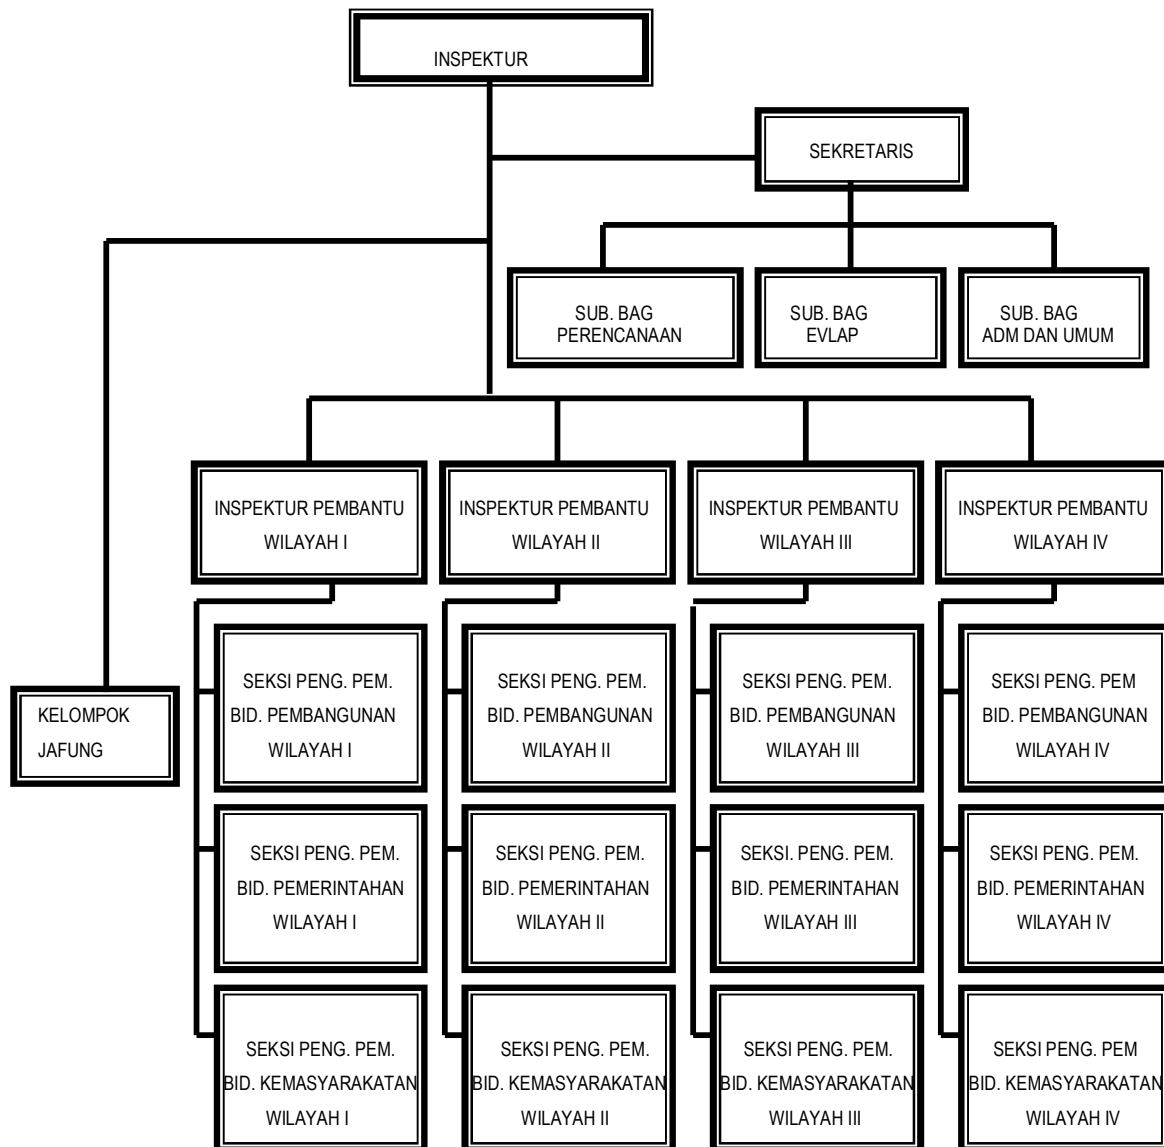 INSPEKTUR
SEKRETARIS
SUB. BAG
PERENCANAAN
SUB. BAG
EVLAP
SUB. BAG
ADM DAN UMUM
INSPEKTUR PEMBANTU
WILAYAH I
INSPEKTUR PEMBANTU
WILAYAH II
INSPEKTUR PEMBANTU
WILAYAH III
INSPEKTUR PEMBANTU
WILAYAH IV
KELOMPOK
JAFUNG
SEKSI PENG. PEM.
BID. PEMBANGUNAN
WILAYAH I
SEKSI PENG. PEM.
BID. PEMBANGUNAN
WILAYAH II
SEKSI PENG. PEM.
BID. PEMBANGUNAN
WILAYAH III
SEKSI PENG. PEM
BID. PEMBANGUNAN
WILAYAH IV
SEKSI PENG. PEM.
BID. PEMERINTAHAN
WILAYAH I
SEKSI PENG. PEM.
BID. PEMERINTAHAN
WILAYAH II
SEKSI. PENG. PEM.
BID. PEMERINTAHAN
WILAYAH III
SEKSI PENG. PEM.
BID. PEMERINTAHAN
WILAYAH IV
SEKSI PENG. PEM.
BID. KEMASYARAKATAN
WILAYAH I
SEKSI PENG. PEM.
BID. KEMASYARAKATAN
WILAYAH II
SEKSI PENG. PEM.
BID. KEMASYARAKATAN
WILAYAH III
SEKSI PENG. PEM
BID. KEMASYARAKATAN
WILAYAH IV